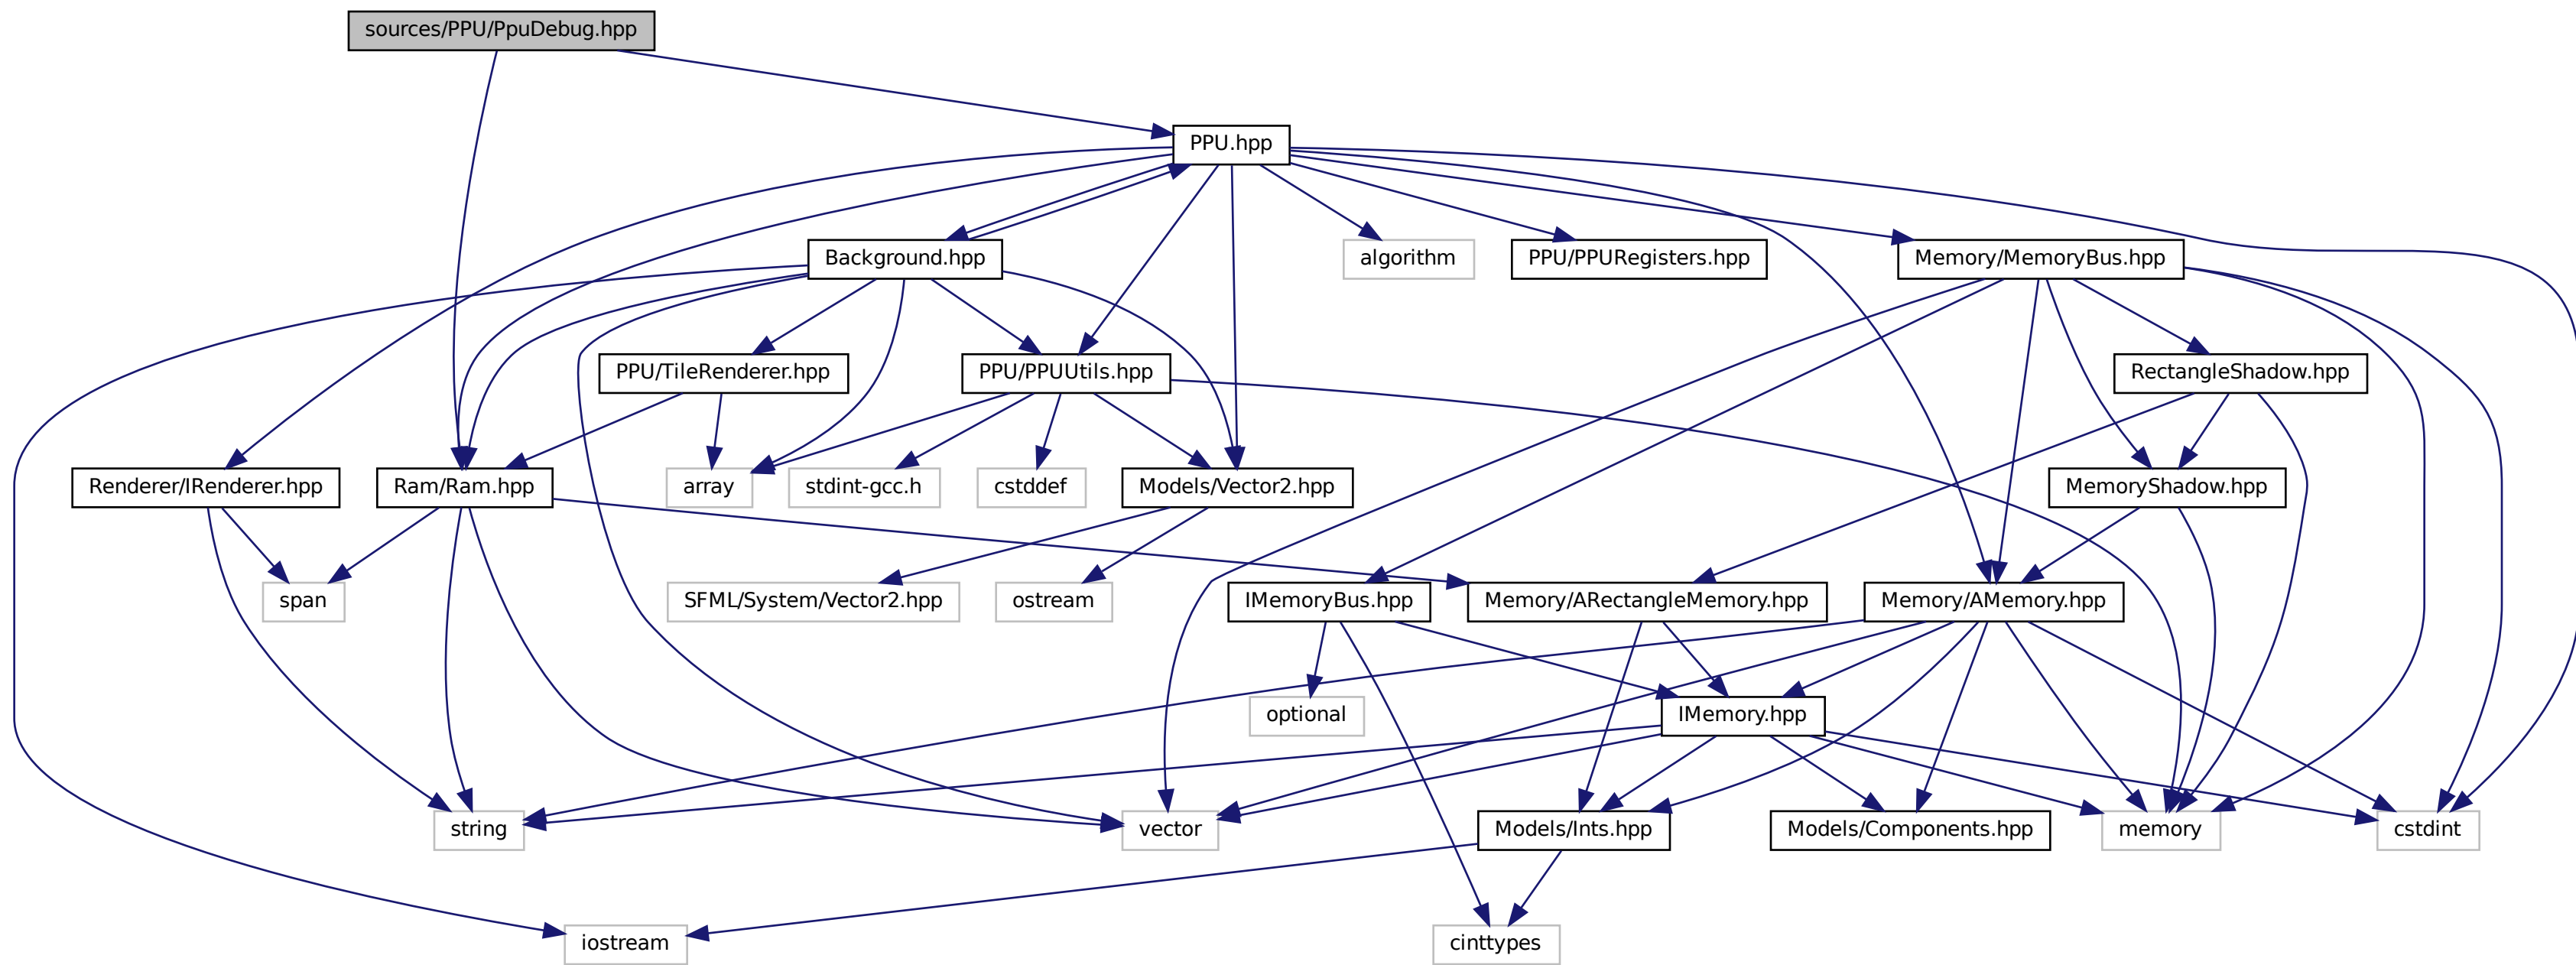 sources/PPU/PpuDebug.hpp
PPU.hpp
Background.hpp
algorithm
PPU/PPURegisters.hpp
Memory/MemoryBus.hpp
PPU/TileRenderer.hpp
PPU/PPUUtils.hpp
RectangleShadow.hpp
Renderer/IRenderer.hpp
Ram/Ram.hpp
array
stdint-gcc.h
cstddef
Models/Vector2.hpp
MemoryShadow.hpp
span
SFML/System/Vector2.hpp
ostream
IMemoryBus.hpp
Memory/ARectangleMemory.hpp
Memory/AMemory.hpp
optional
IMemory.hpp
string
vector
Models/Ints.hpp
Models/Components.hpp
memory
cstdint
iostream
cinttypes